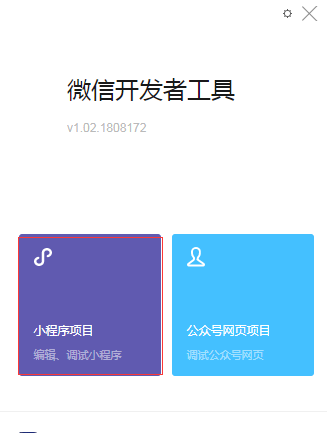 微信开发者工具
v1.02.1808172
小程序项目
公众号网页项目
编辑、调试小程序
调试公众号网页